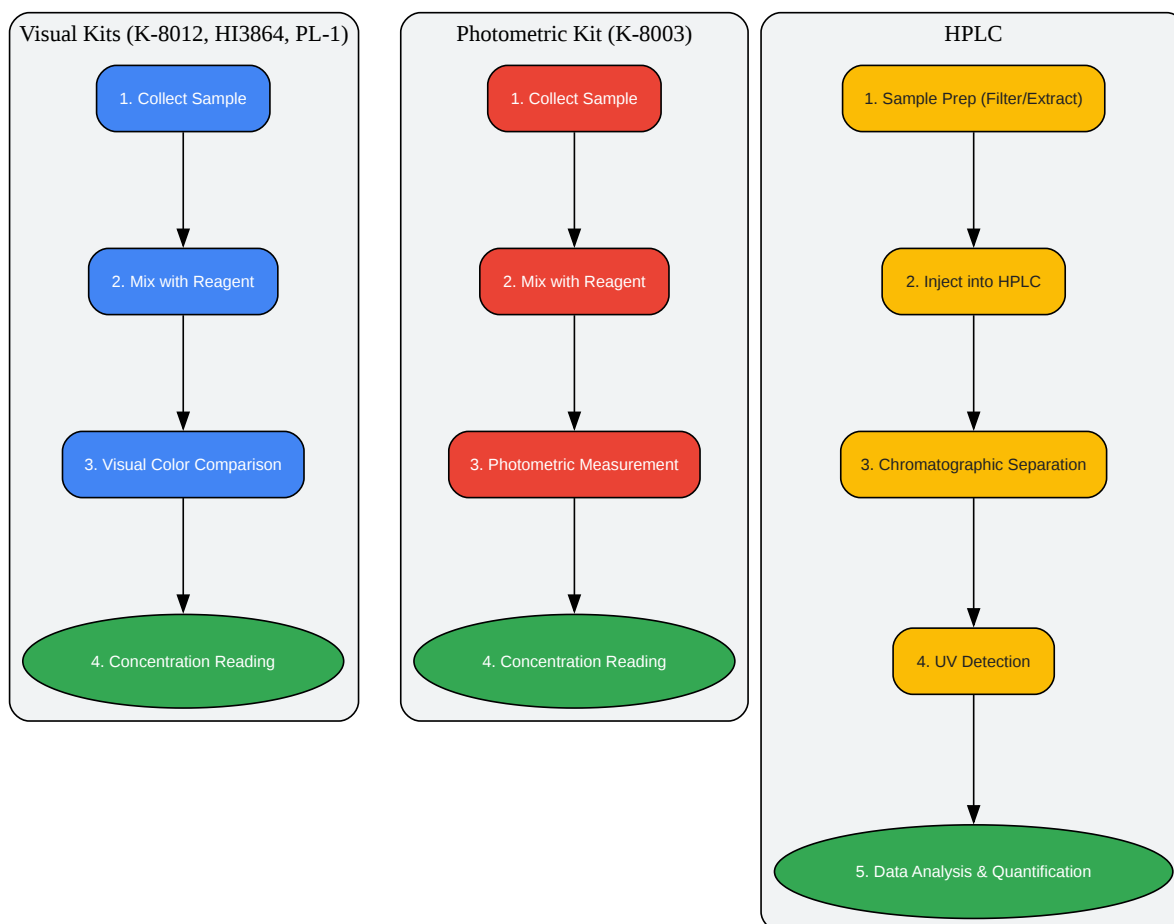 Visual Kits (K-8012, HI3864, PL-1)
1. Collect Sample
2. Mix with Reagent
3. Visual Color Comparison
4. Concentration Reading
Photometric Kit (K-8003)
1. Collect Sample
2. Mix with Reagent
3. Photometric Measurement
4. Concentration Reading
HPLC
1. Sample Prep (Filter/Extract)
2. Inject into HPLC
3. Chromatographic Separation
4. UV Detection
5. Data Analysis & Quantification